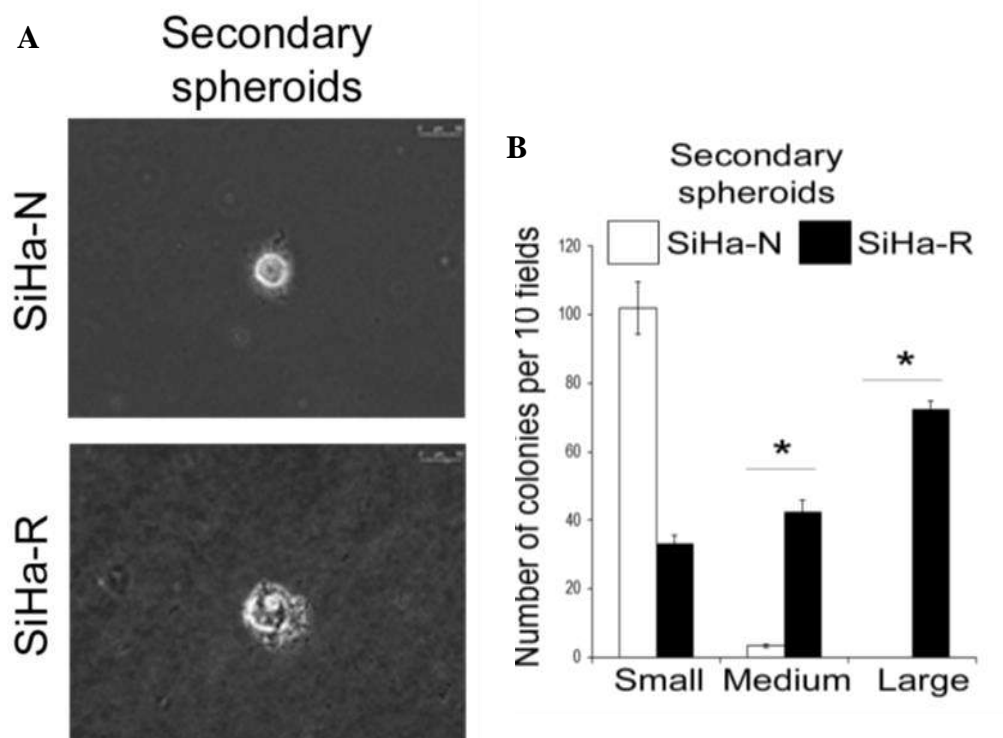 A
Secondary
spheroids
SiHa-N
SiHa-R
B
Secondary
spheroids
SiHa-N SiHa-R
Number of colonies per 10 fields
120
100
80
60
40
20
0
*
*
Small Medium Large